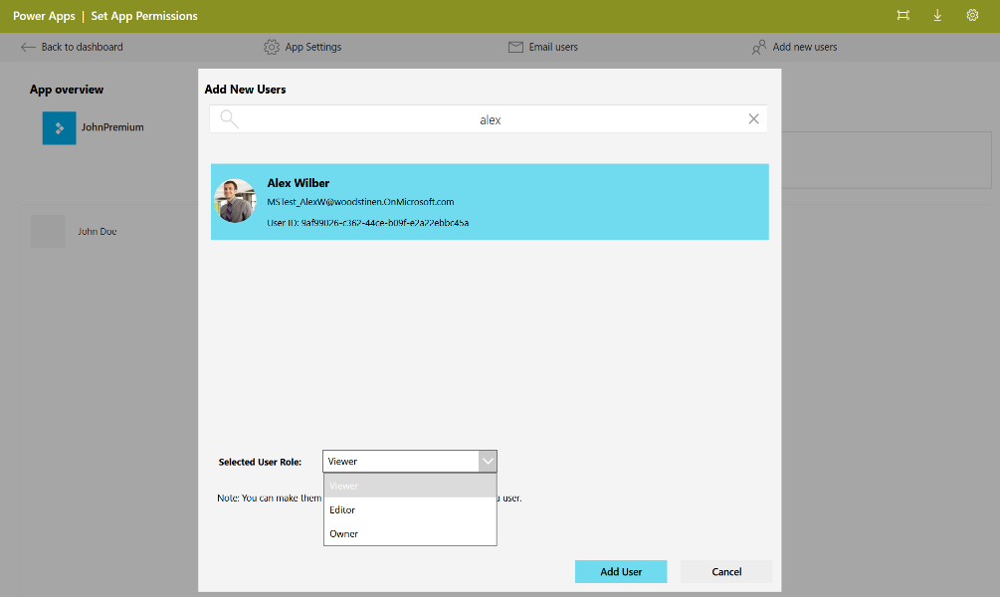 Power Apps | Set App Permissions
Back to dashboard
App Settings
Email users
Add new users
App overview
JohnPremium
John Doe
Add New Users
alex
Alex Wilber
MSTest_AlexW@woodstinen.OnMicrosoft.com
User ID: 9af99026-c362-44ce-b09f-e2a22ebbc45a
Selected User Role:
Viewer
Viewer
Note: You can make them
a user.
Editor
Owner
Add User
Cancel